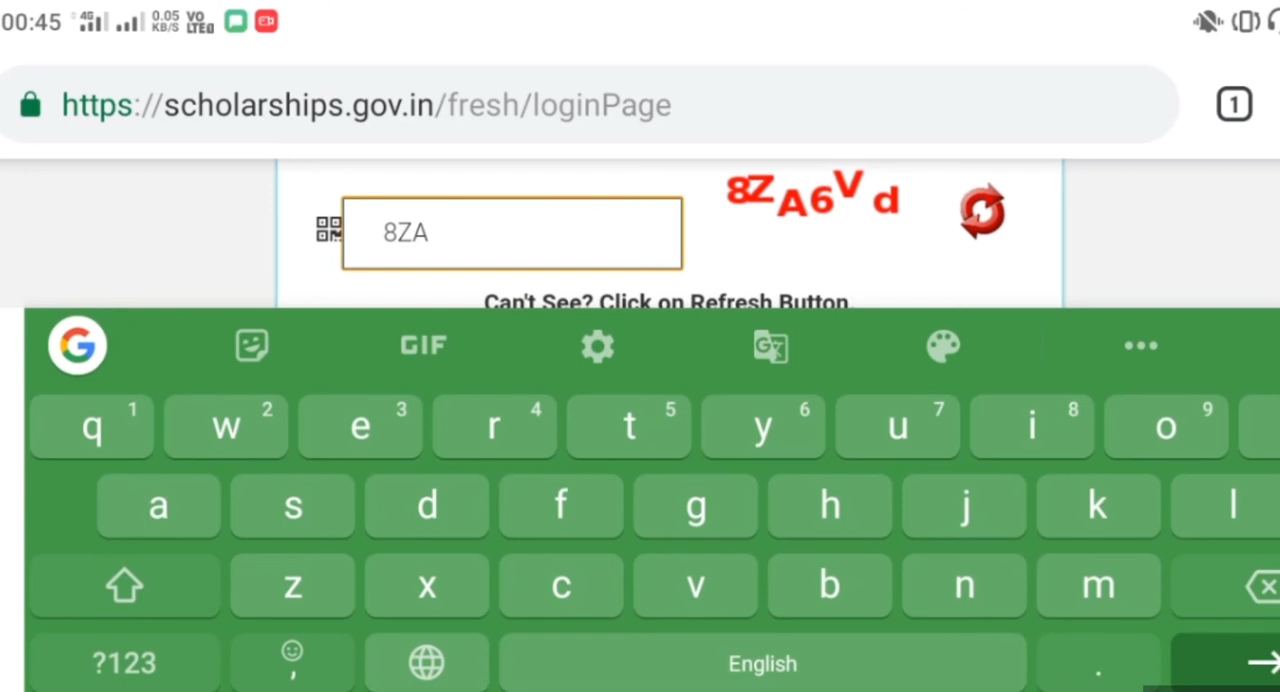 00:45 4G 0.05 KB/S VO LTE
https://scholarships.gov.in/fresh/loginPage 1
8ZA 8ZA6Vd
Can't See? Click on Refresh Button
G GIF G
q 1 w 2 e 3 r 4 t 5 y 6 u 7 i 8 o 9
a s d f g h j k l
z x c v b n m
?123 , English .